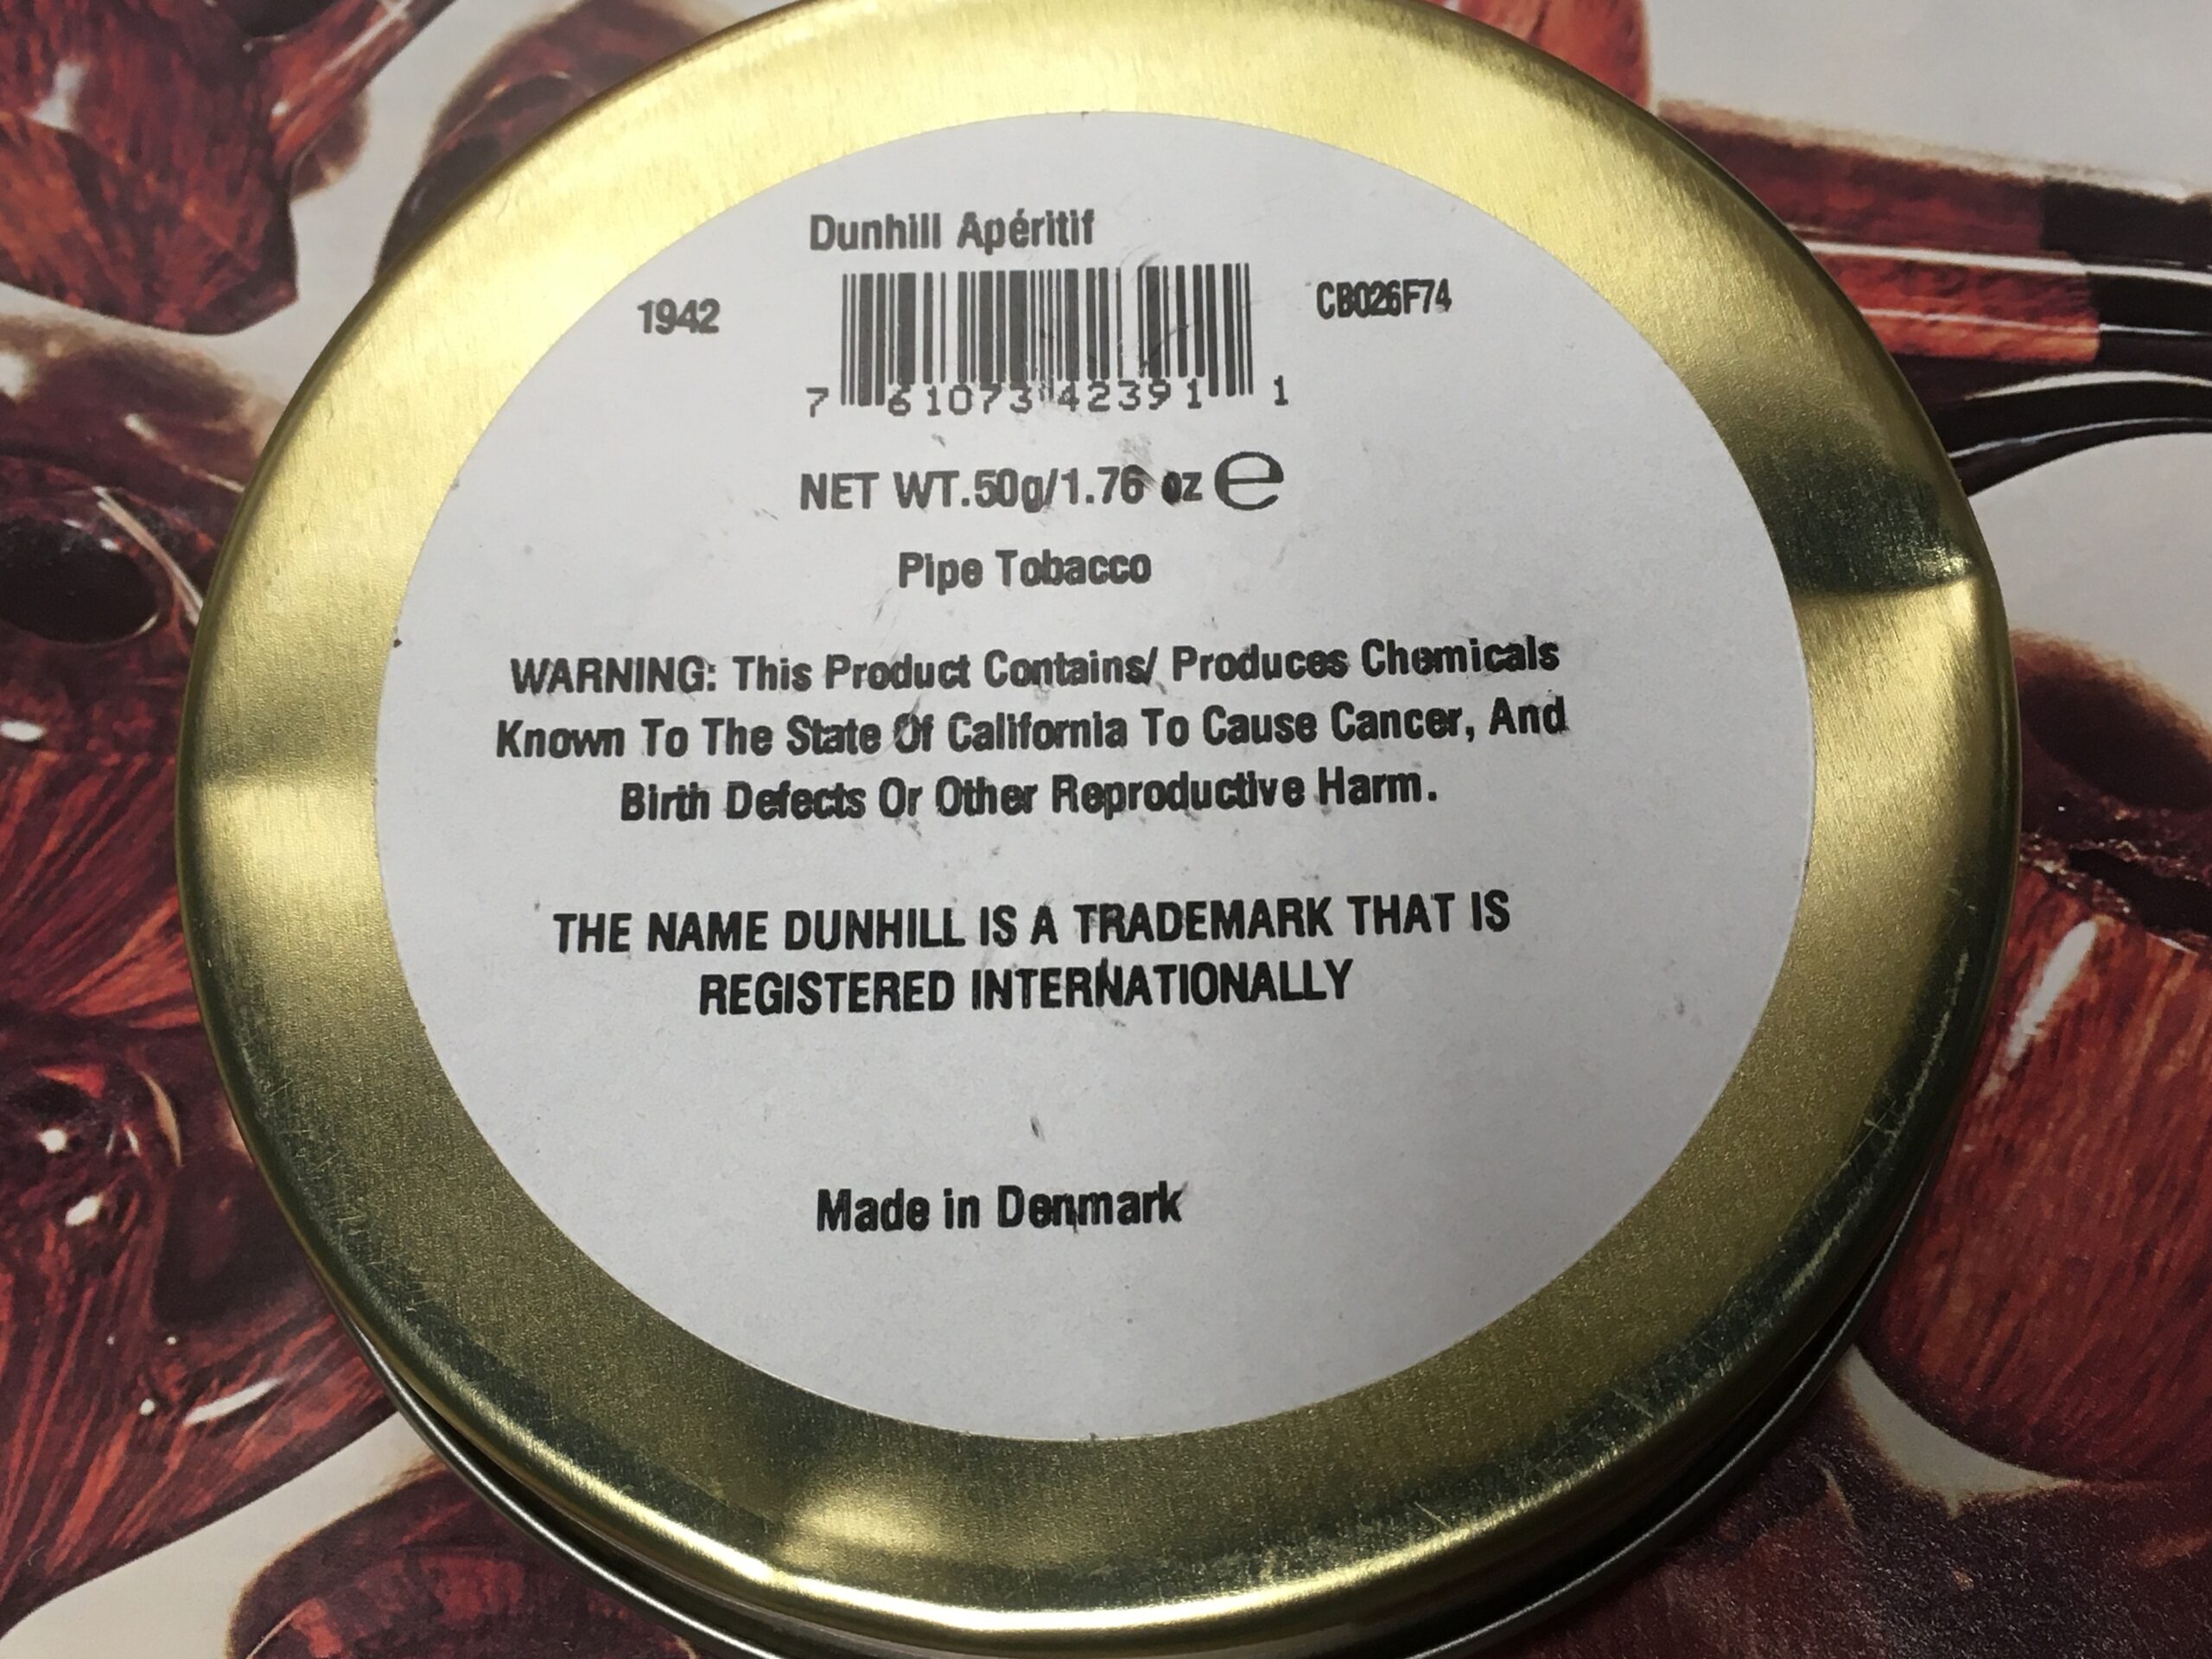 Dunhill Apéritif
1942
CB026F74
7 61073 42391 1
NET WT.50g/1.76 oz ℮
Pipe Tobacco
WARNING: This Product Contains/ Produces Chemicals
Known To The State Of California To Cause Cancer, And
Birth Defects Or Other Reproductive Harm.
THE NAME DUNHILL IS A TRADEMARK THAT IS
REGISTERED INTERNATIONALLY
Made in Denmark